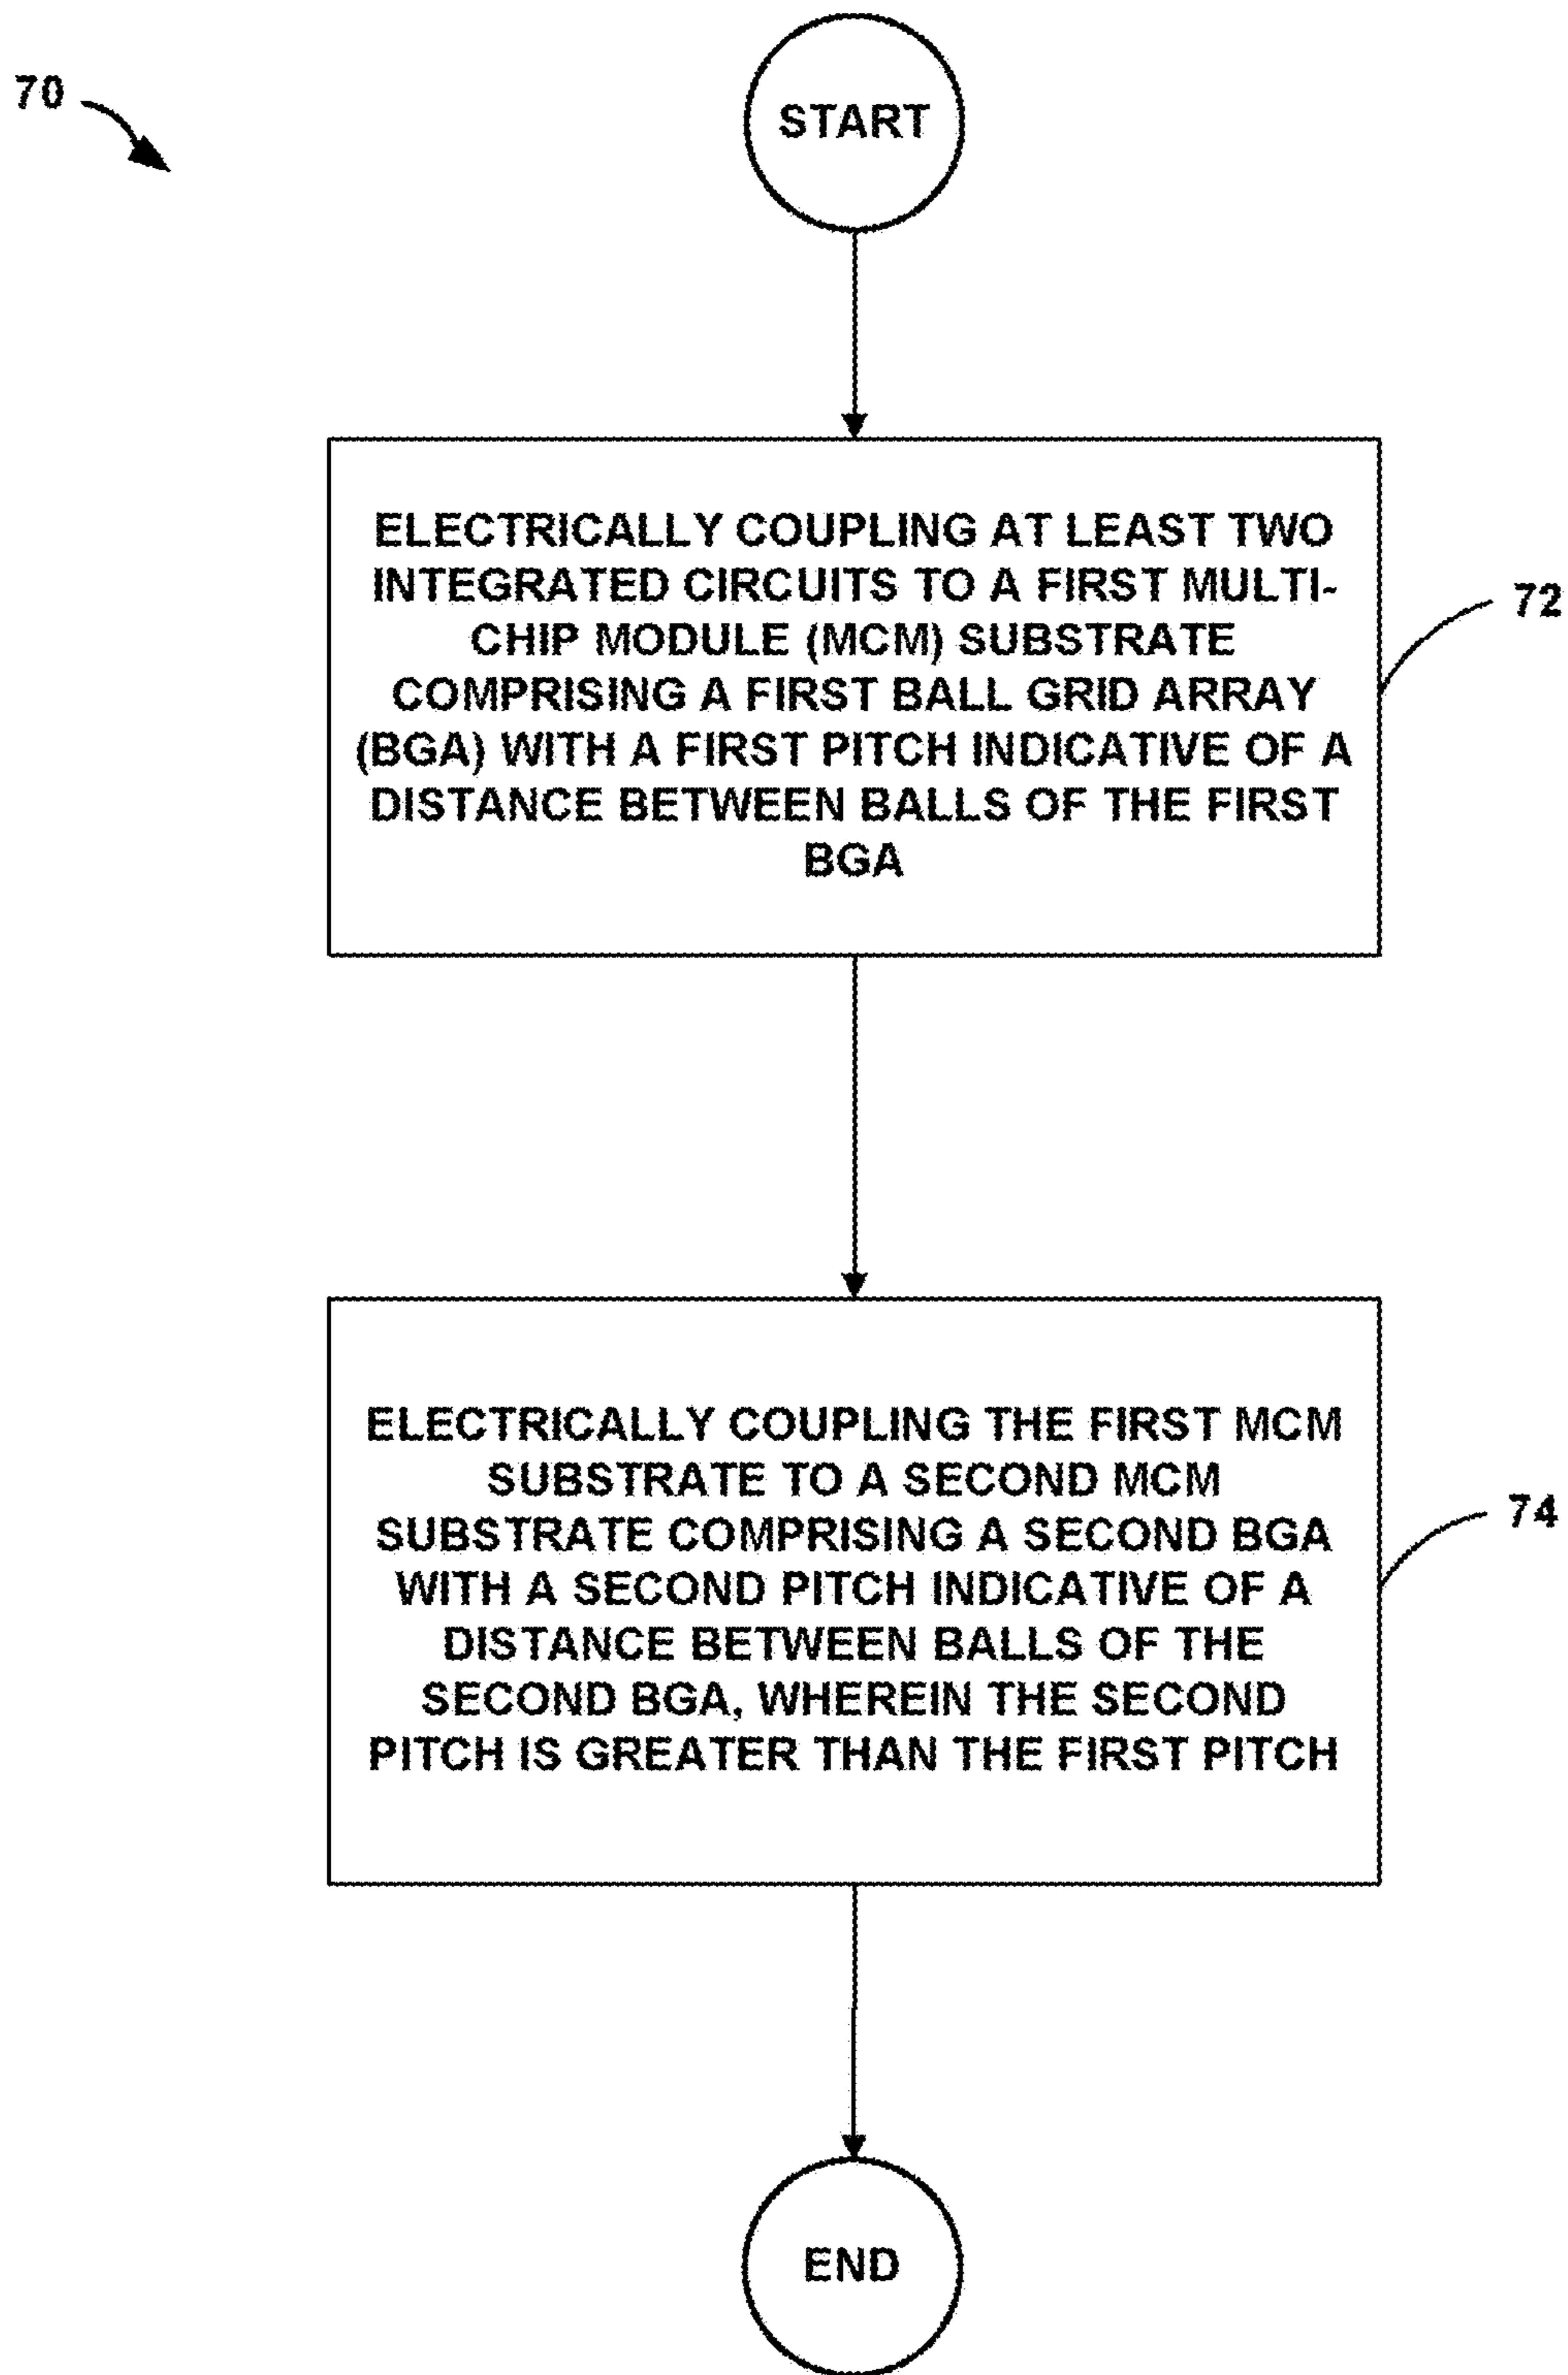 70
START
ELECTRICALLY COUPLING AT LEAST TWO
INTEGRATED CIRCUITS TO A FIRST MULTI-
CHIP MODULE (MCM) SUBSTRATE
COMPRISING A FIRST BALL GRID ARRAY
(BGA) WITH A FIRST PITCH INDICATIVE OF A
DISTANCE BETWEEN BALLS OF THE FIRST
BGA
72
ELECTRICALLY COUPLING THE FIRST MCM
SUBSTRATE TO A SECOND MCM
SUBSTRATE COMPRISING A SECOND BGA
WITH A SECOND PITCH INDICATIVE OF A
DISTANCE BETWEEN BALLS OF THE
SECOND BGA, WHEREIN THE SECOND
PITCH IS GREATER THAN THE FIRST PITCH
74
END